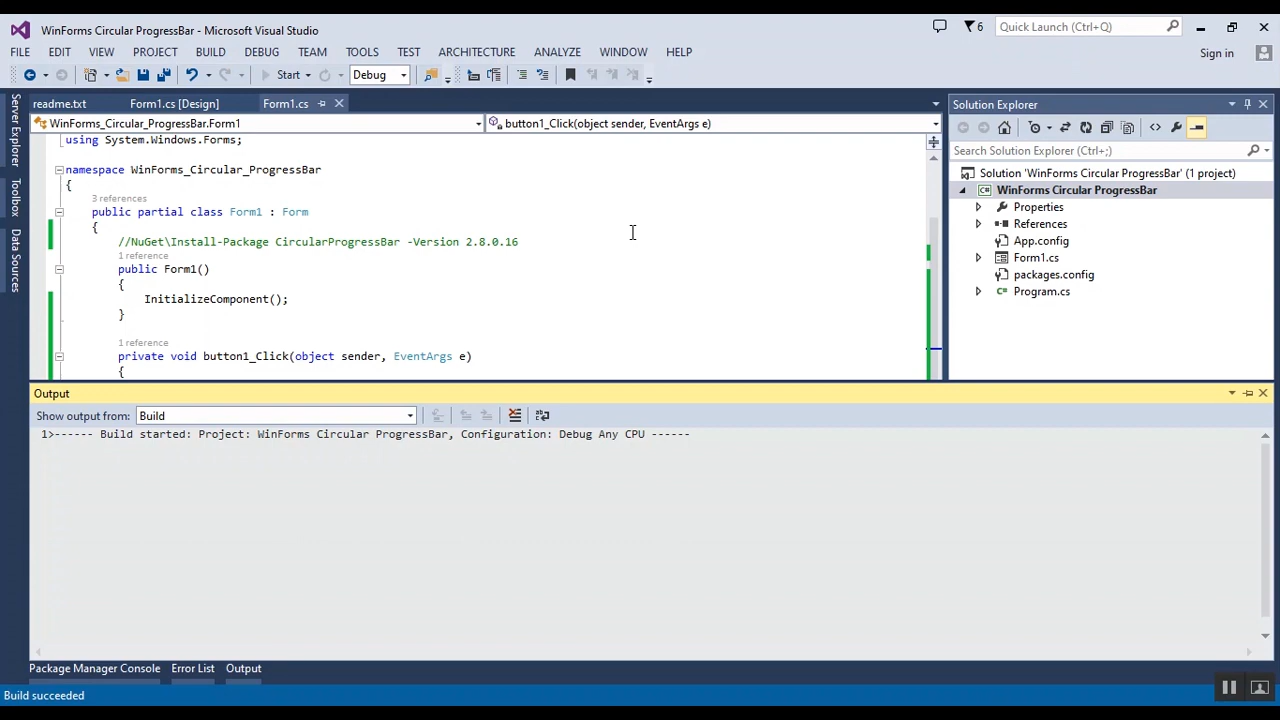 WinForms Circular ProgressBar - Microsoft Visual Studio
6
Quick Launch (Ctrl+Q)
FILE EDIT VIEW PROJECT BUILD DEBUG TEAM TOOLS TEST ARCHITECTURE ANALYZE WINDOW HELP
Sign in
Start Debug
Server Explorer
Toolbox
Data Sources
readme.txt Form1.cs [Design] Form1.cs
WinForms_Circular_ProgressBar.Form1 button1_Click(object sender, EventArgs e)
using System.Windows.Forms;
namespace WinForms_Circular_ProgressBar
{
3 references
public partial class Form1 : Form
{
//NuGet\Install-Package CircularProgressBar -Version 2.8.0.16
1 reference
public Form1()
{
InitializeComponent();
}
1 reference
private void button1_Click(object sender, EventArgs e)
{
Solution Explorer
Search Solution Explorer (Ctrl+;)
Solution 'WinForms Circular ProgressBar' (1 project)
WinForms Circular ProgressBar
Properties
References
App.config
Form1.cs
packages.config
Program.cs
Output
Show output from: Build
1>------ Build started: Project: WinForms Circular ProgressBar, Configuration: Debug Any CPU ------
Package Manager Console Error List Output
Build succeeded